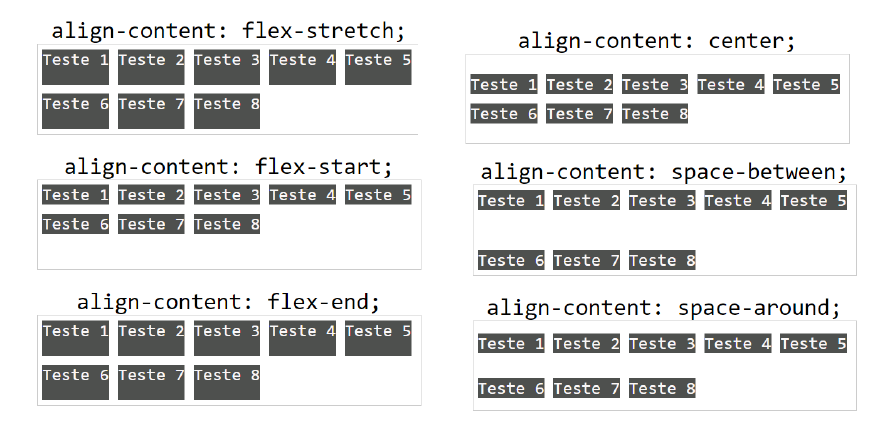 align-content: flex-stretch;
Teste 1 Teste 2 Teste 3 Teste 4 Teste 5
Teste 6 Teste 7 Teste 8
align-content: flex-start;
Teste 1 Teste 2 Teste 3 Teste 4 Teste 5
Teste 6 Teste 7 Teste 8
align-content: flex-end;
Teste 1 Teste 2 Teste 3 Teste 4 Teste 5
Teste 6 Teste 7 Teste 8
align-content: center;
Teste 1 Teste 2 Teste 3 Teste 4 Teste 5
Teste 6 Teste 7 Teste 8
align-content: space-between;
Teste 1 Teste 2 Teste 3 Teste 4 Teste 5
Teste 6 Teste 7 Teste 8
align-content: space-around;
Teste 1 Teste 2 Teste 3 Teste 4 Teste 5
Teste 6 Teste 7 Teste 8